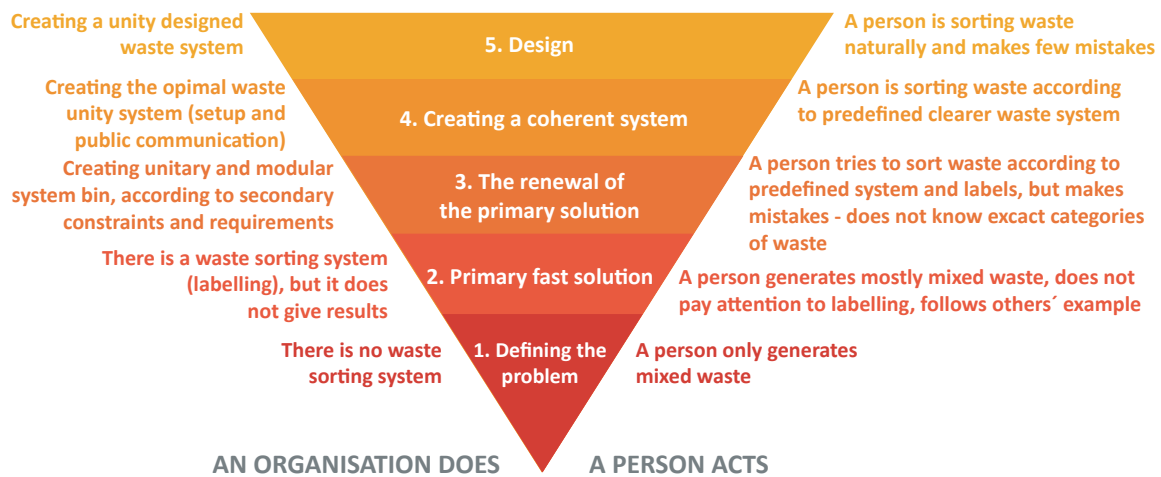 Creating a unity designed
waste system
5. Design
A person is sorting waste
naturally and makes few mistakes
Creating the opimal waste
unity system (setup and
public communication)
4. Creating a coherent system
A person is sorting waste according
to predefined clearer waste system
Creating unitary and modular
system bin, according to secondary
constraints and requirements
3. The renewal of
the primary solution
A person tries to sort waste according to
predefined system and labels, but makes
mistakes - does not know excact categories
of waste
There is a waste sorting system
(labelling), but it does
not give results
2. Primary fast solution
A person generates mostly mixed waste, does not
pay attention to labelling, follows others´ example
There is no waste
sorting system
1. Defining the
problem
A person only generates
mixed waste
AN ORGANISATION DOES
A PERSON ACTS